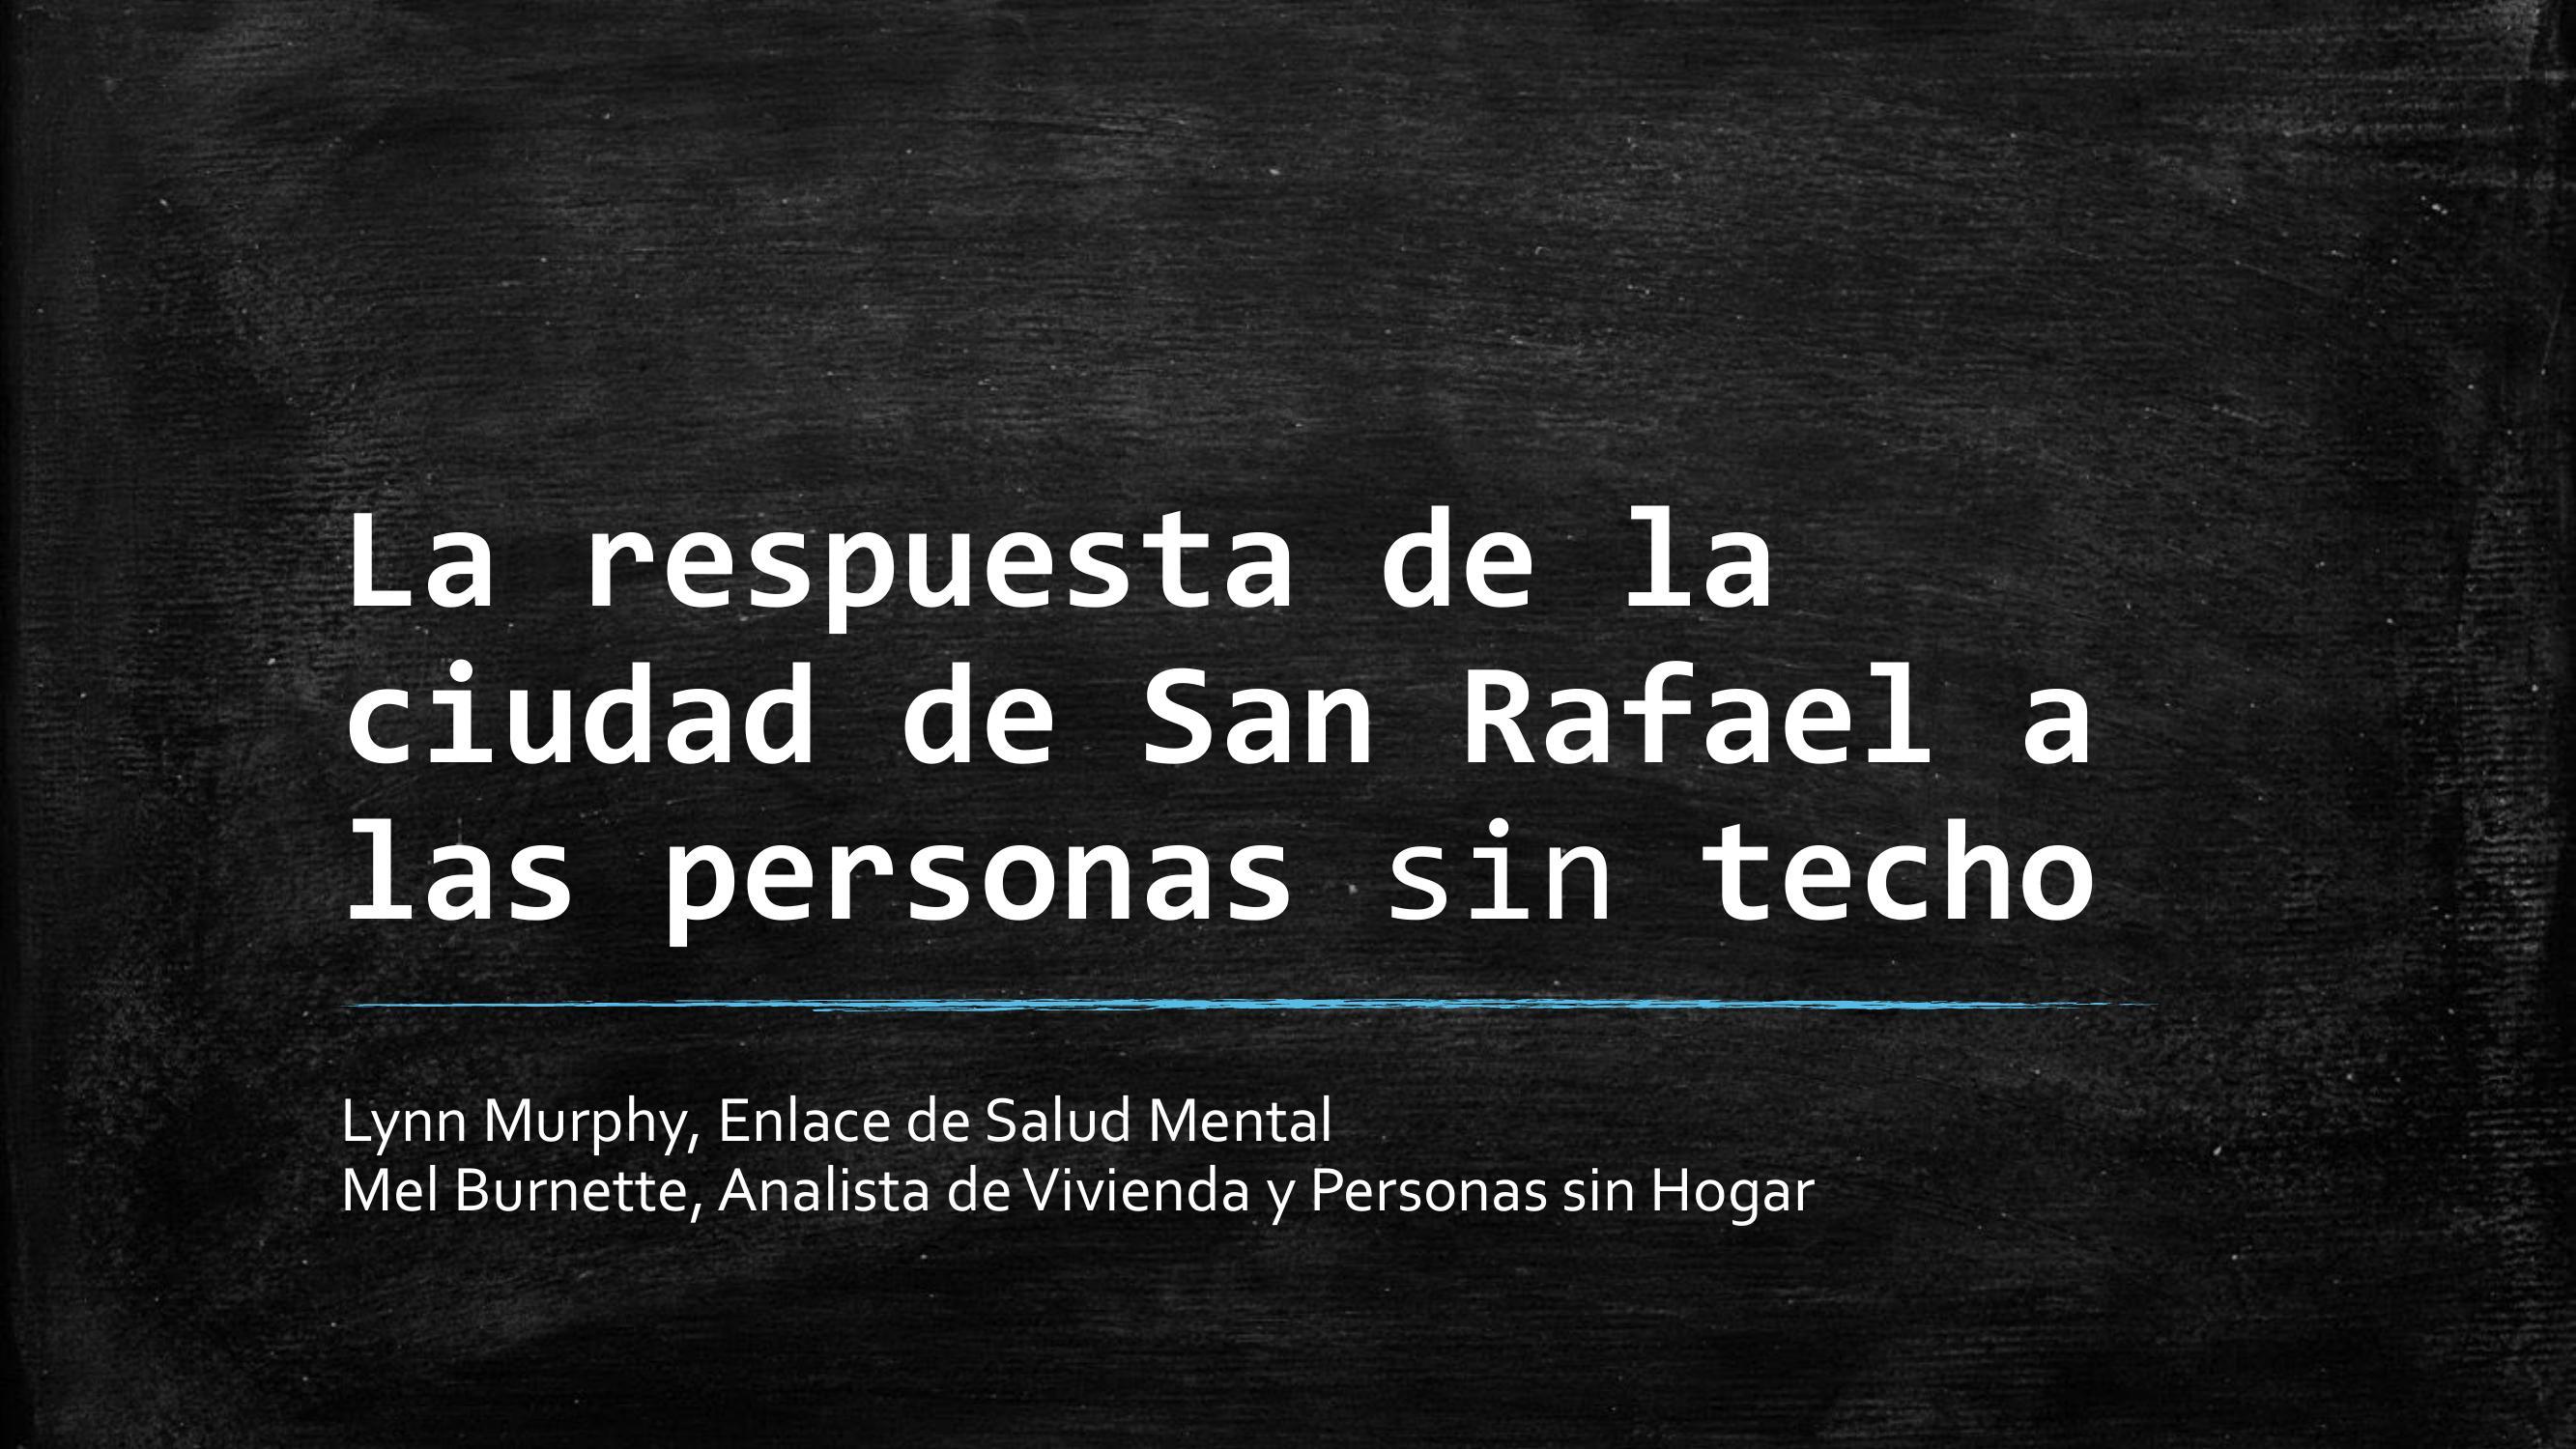 La respuesta de la
ciudad de San Rafael a
las personas sin techo
Lynn Murphy, Enlace de Salud Mental
Mel Burnette, Analista de Vivienda y Personas sin Hogar